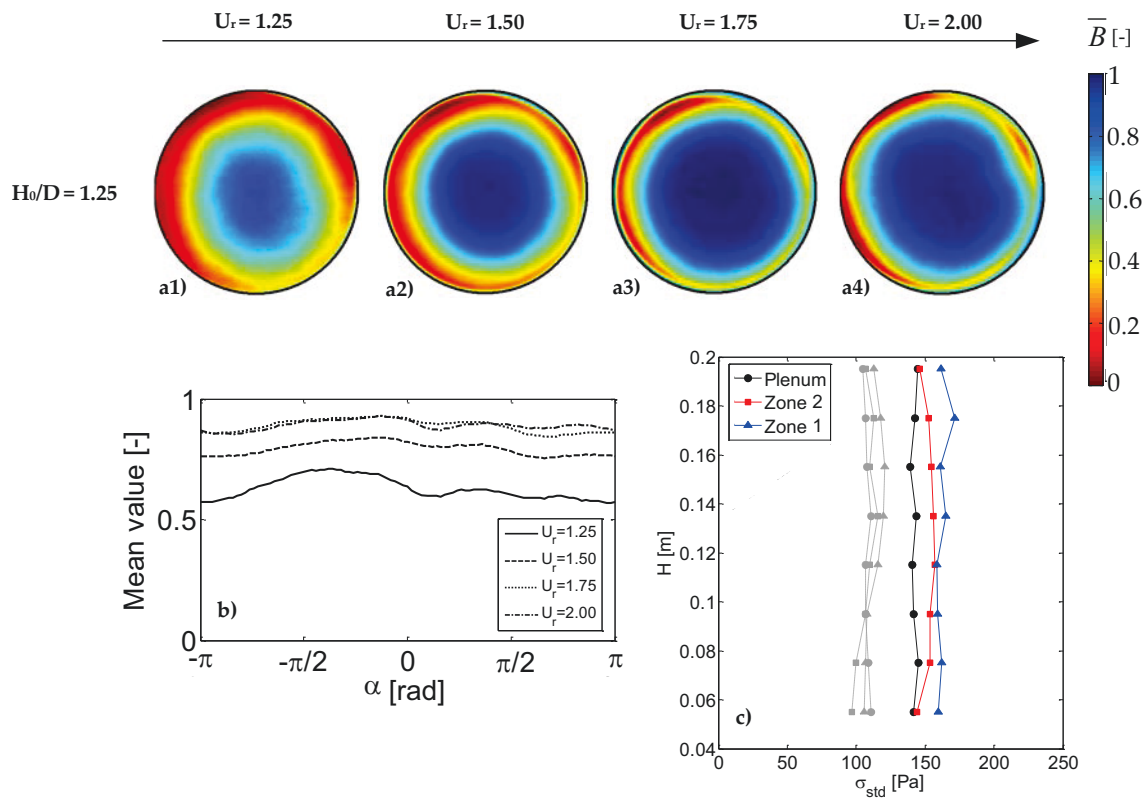 Ur = 1.25 Ur = 1.50 Ur = 1.75 Ur = 2.00
B [-]
H0/D = 1.25
a1) a2) a3) a4)
1
0.8
0.6
0.4
0.2
0
Mean value [-]
1
0.5
0
b)
Ur=1.25
Ur=1.50
Ur=1.75
Ur=2.00
-π -π/2 0 π/2 π
α [rad]
H [m]
0.2
0.18
0.16
0.14
0.12
0.1
0.08
0.06
0.04
Plenum
Zone 2
Zone 1
c)
0 50 100 150 200 250
σstd [Pa]